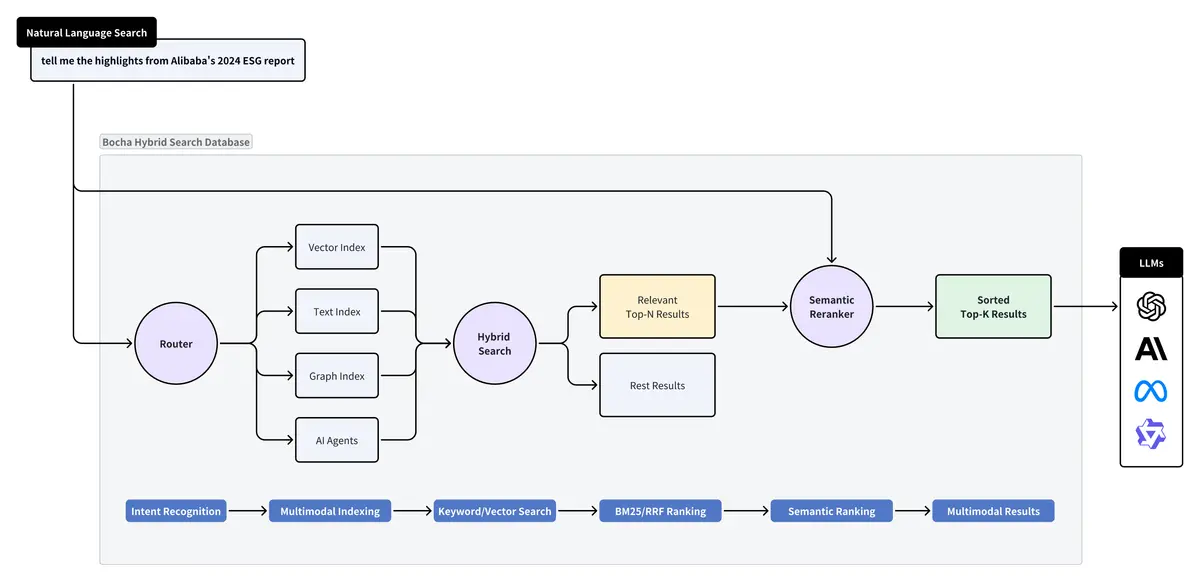 Natural Language Search
tell me the highlights from Alibaba's 2024 ESG report
Bocha Hybrid Search Database
Router
Vector Index
Text Index
Graph Index
AI Agents
Hybrid
Search
Relevant
Top-N Results
Rest Results
Semantic
Reranker
Sorted
Top-K Results
LLMs
Intent Recognition
Multimodal Indexing
Keyword/Vector Search
BM25/RRF Ranking
Semantic Ranking
Multimodal Results